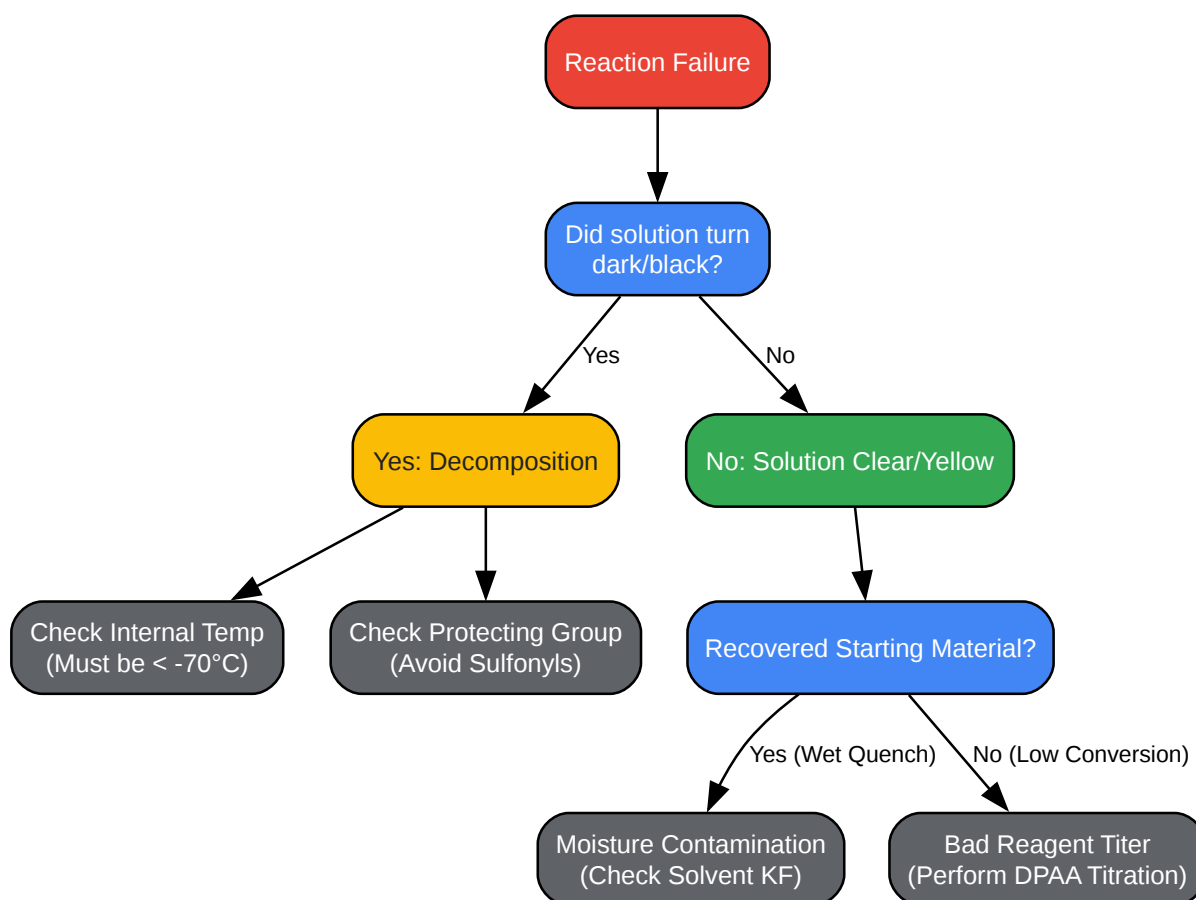 Reaction Failure
Did solution turn
dark/black?
Yes
No
Yes: Decomposition
No: Solution Clear/Yellow
Check Internal Temp
(Must be < -70°C)
Check Protecting Group
(Avoid Sulfonyls)
Recovered Starting Material?
Yes (Wet Quench)
No (Low Conversion)
Moisture Contamination
(Check Solvent KF)
Bad Reagent Titer
(Perform DPAA Titration)